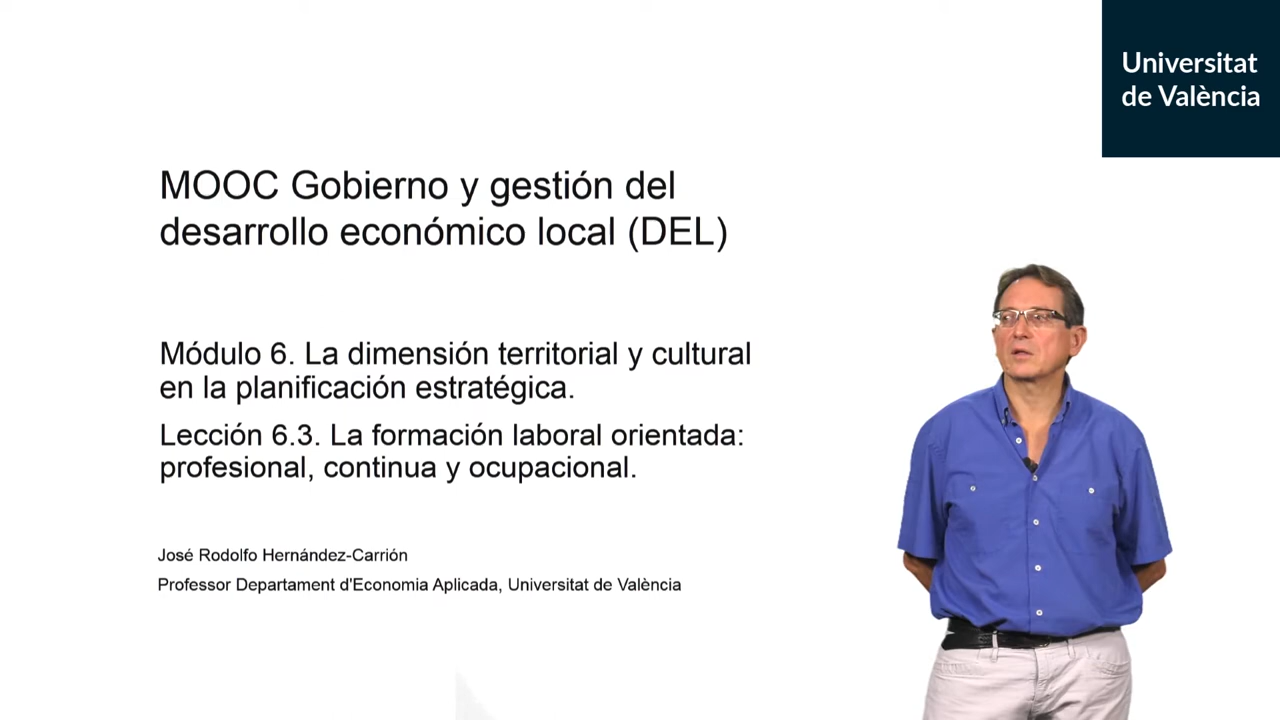 Universitat
de València
MOOC Gobierno y gestión del
desarrollo económico local (DEL)
Módulo 6. La dimensión territorial y cultural
en la planificación estratégica.
Lección 6.3. La formación laboral orientada:
profesional, continua y ocupacional.
José Rodolfo Hernández-Carrión
Professor Departament d'Economia Aplicada, Universitat de València